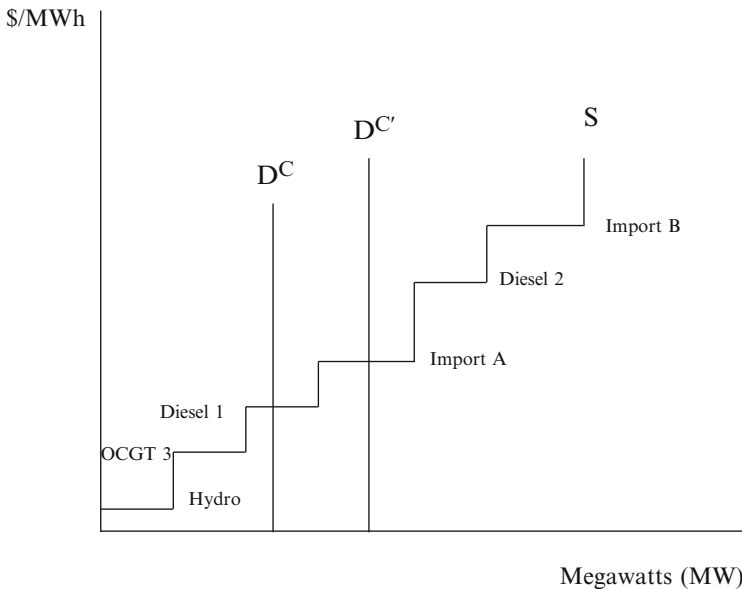 $/MWh
D^C′
S
D^C
Import B
Diesel 2
Import A
Diesel 1
OCGT 3
Hydro
Megawatts (MW)